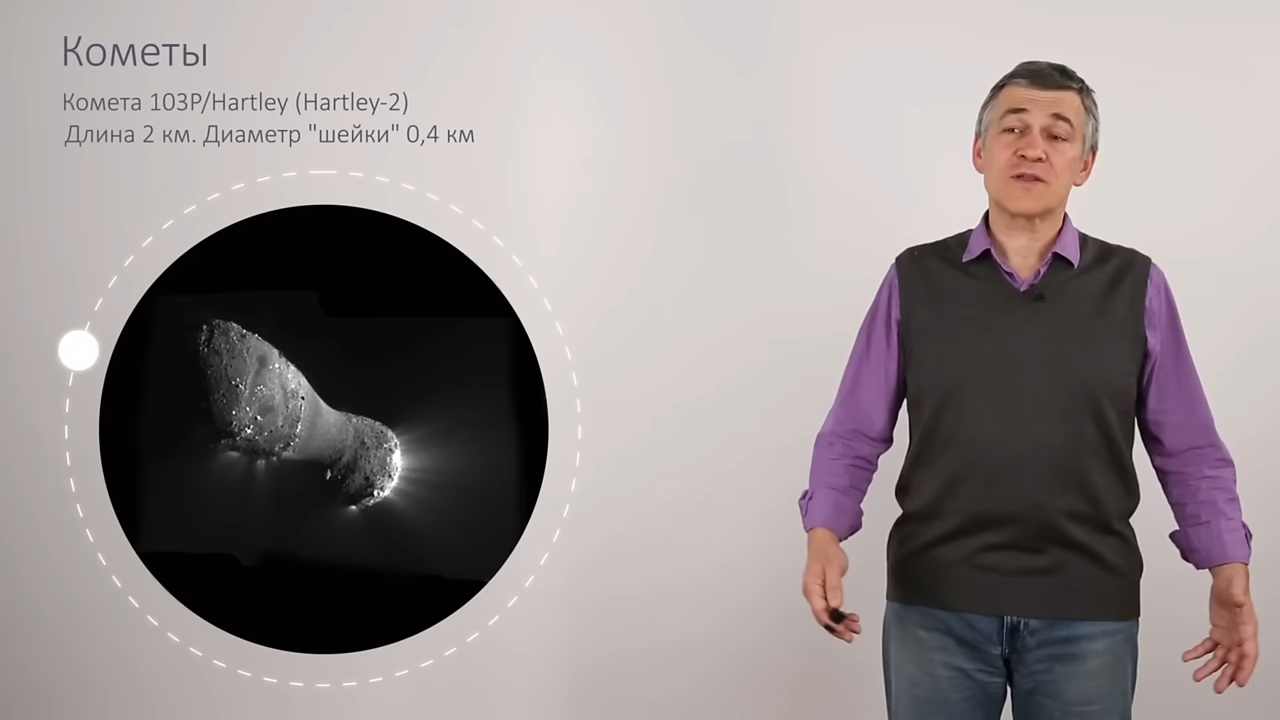 Кометы
Комета 103P/Hartley (Hartley-2)
Длина 2 км. Диаметр "шейки" 0,4 км